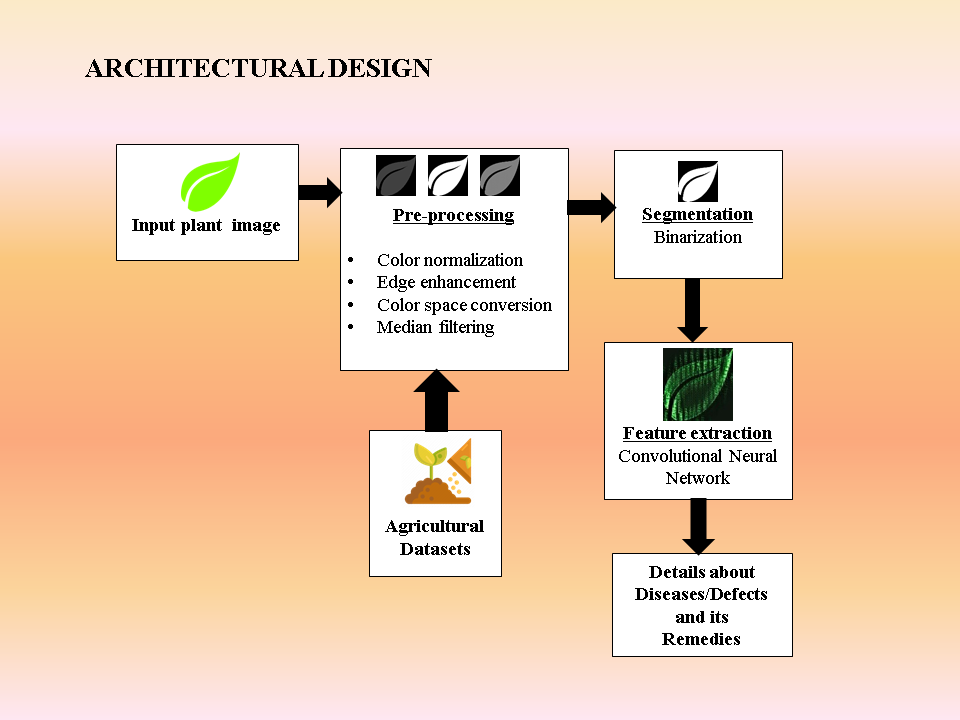 ARCHITECTURAL DESIGN
Input plant image
Pre-processing
• Color normalization
• Edge enhancement
• Color space conversion
• Median filtering
Segmentation
Binarization
Feature extraction
Convolutional Neural
Network
Agricultural
Datasets
Details about
Diseases/Defects
and its
Remedies